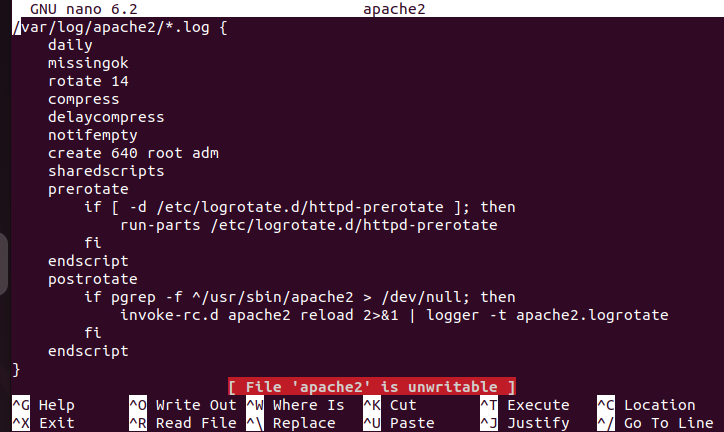 GNU nano 6.2 apache2
/var/log/apache2/*.log {
daily
missingok
rotate 14
compress
delaycompress
notifempty
create 640 root adm
sharedscripts
prerotate
if [ -d /etc/logrotate.d/httpd-prerotate ]; then
run-parts /etc/logrotate.d/httpd-prerotate
fi
endscript
postrotate
if pgrep -f ^/usr/sbin/apache2 > /dev/null; then
invoke-rc.d apache2 reload 2>&1 | logger -t apache2.logrotate
fi
endscript
}
[ File 'apache2' is unwritable ]
^G Help ^O Write Out ^W Where Is ^K Cut ^T Execute ^C Location
^X Exit ^R Read File ^\ Replace ^U Paste ^J Justify ^/ Go To Line